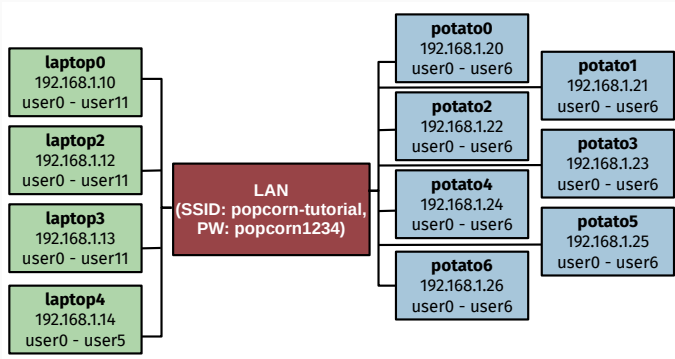 laptop0
192.168.1.10
user0 - user11
laptop2
192.168.1.12
user0 - user11
laptop3
192.168.1.13
user0 - user11
laptop4
192.168.1.14
user0 - user5
LAN
(SSID: popcorn-tutorial,
PW: popcorn1234)
potato0
192.168.1.20
user0 - user6
potato1
192.168.1.21
user0 - user6
potato2
192.168.1.22
user0 - user6
potato3
192.168.1.23
user0 - user6
potato4
192.168.1.24
user0 - user6
potato5
192.168.1.25
user0 - user6
potato6
192.168.1.26
user0 - user6